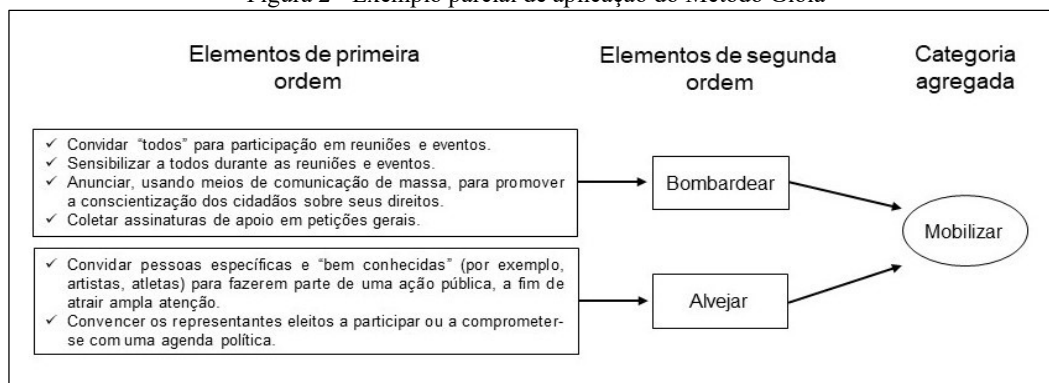 Figura 2 - Exemplo parcial de aplicação do Método Gioia
Elementos de primeira
ordem
Elementos de segunda
ordem
Categoria
agregada
✓ Convidar “todos” para participação em reuniões e eventos.
✓ Sensibilizar a todos durante as reuniões e eventos.
✓ Anunciar, usando meios de comunicação de massa, para promover
a conscientização dos cidadãos sobre seus direitos.
✓ Coletar assinaturas de apoio em petições gerais.
Bombardear
Mobilizar
✓ Convidar pessoas específicas e “bem conhecidas” (por exemplo,
artistas, atletas) para fazerem parte de uma ação pública, a fim de
atrair ampla atenção.
✓ Convencer os representantes eleitos a participar ou a comprometer-
se com uma agenda política.
Alvejar